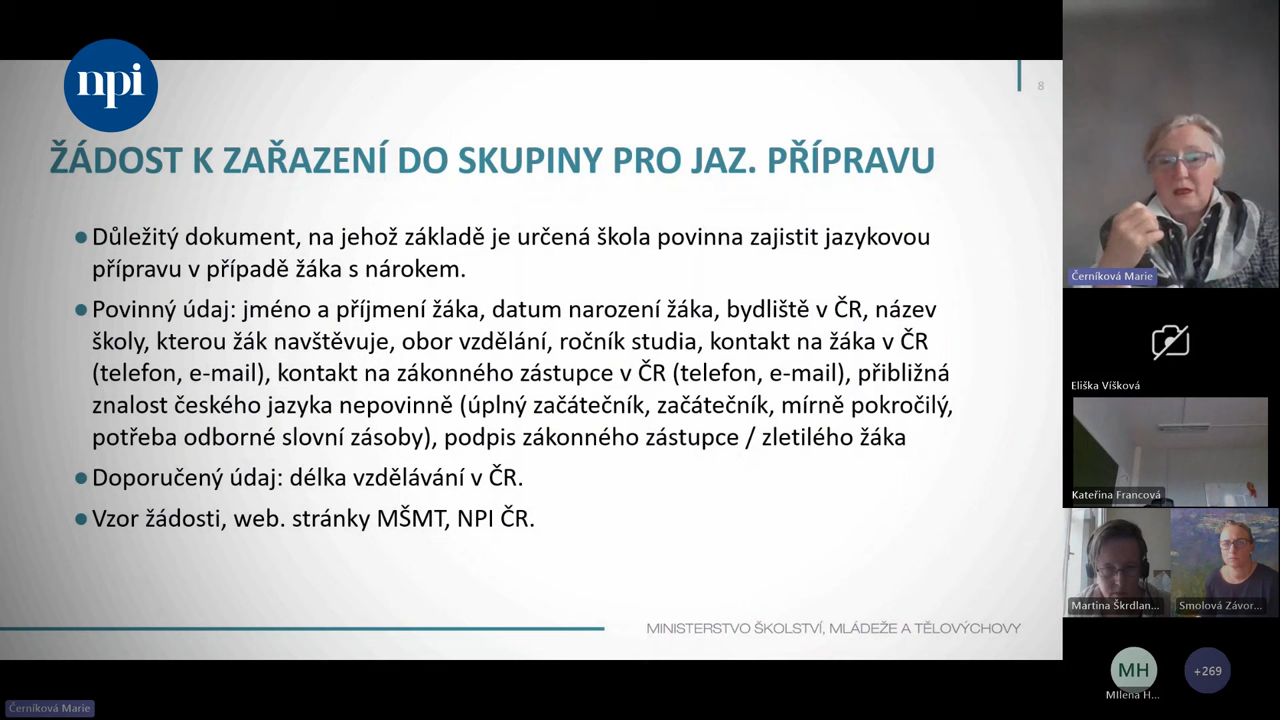 npi
8
ŽÁDOST K ZAŘAZENÍ DO SKUPINY PRO JAZ. PŘÍPRAVU
Důležitý dokument, na jehož základě je určená škola povinna zajistit jazykovou
přípravu v případě žáka s nárokem.
Povinný údaj: jméno a příjmení žáka, datum narození žáka, bydliště v ČR, název
školy, kterou žák navštěvuje, obor vzdělání, ročník studia, kontakt na žáka v ČR
(telefon, e-mail), kontakt na zákonného zástupce v ČR (telefon, e-mail), přibližná
znalost českého jazyka nepovinně (úplný začátečník, začátečník, mírně pokročilý,
potřeba odborné slovní zásoby), podpis zákonného zástupce / zletilého žáka
Doporučený údaj: délka vzdělávání v ČR.
Vzor žádosti, web. stránky MŠMT, NPI ČR.
MINISTERSTVO ŠKOLSTVÍ, MLÁDEŽE A TĚLOVÝCHOVY
Černíková Marie
Černíková Marie
Eliška Víšková
Kateřina Francová
Martina Škrdlan...
Smolová Závor...
MH
+269
MIlena H...